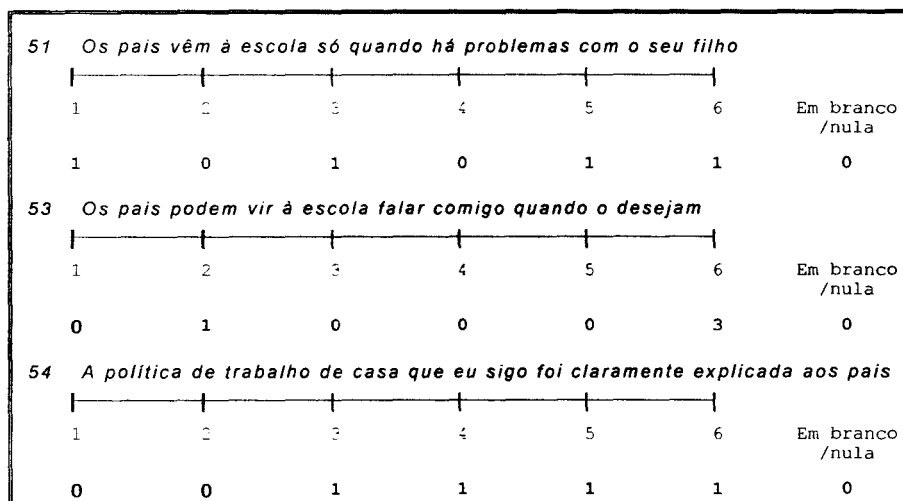 51 Os pais vêm à escola só quando há problemas com o seu filho
1 2 3 4 5 6 Em branco
/nula
1 0 1 0 1 1 0
53 Os pais podem vir à escola falar comigo quando o desejam
1 2 3 4 5 6 Em branco
/nula
0 1 0 0 0 3 0
54 A política de trabalho de casa que eu sigo foi claramente explicada aos pais
1 2 3 4 5 6 Em branco
/nula
0 0 1 1 1 1 0